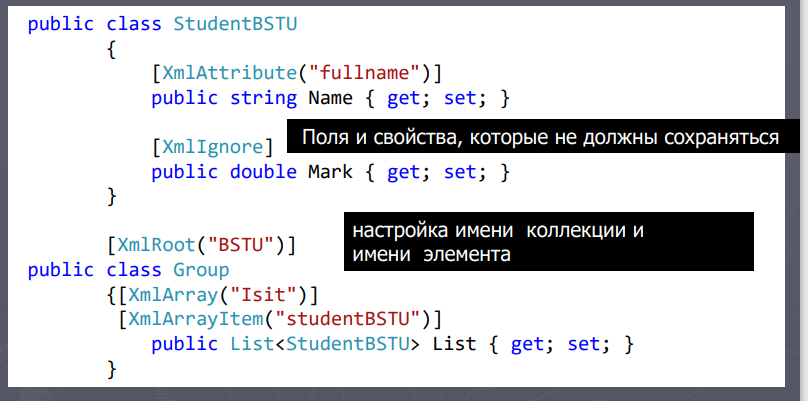 public class StudentBSTU
{
[XmlAttribute("fullname")]
public string Name { get; set; }
[XmlIgnore]
Поля и свойства, которые не должны сохраняться
public double Mark { get; set; }
}
[XmlRoot("BSTU")]
настройка имени коллекции и
имени элемента
public class Group
{[XmlArray("Isit")]
[XmlArrayItem("studentBSTU")]
public List<StudentBSTU> List { get; set; }
}